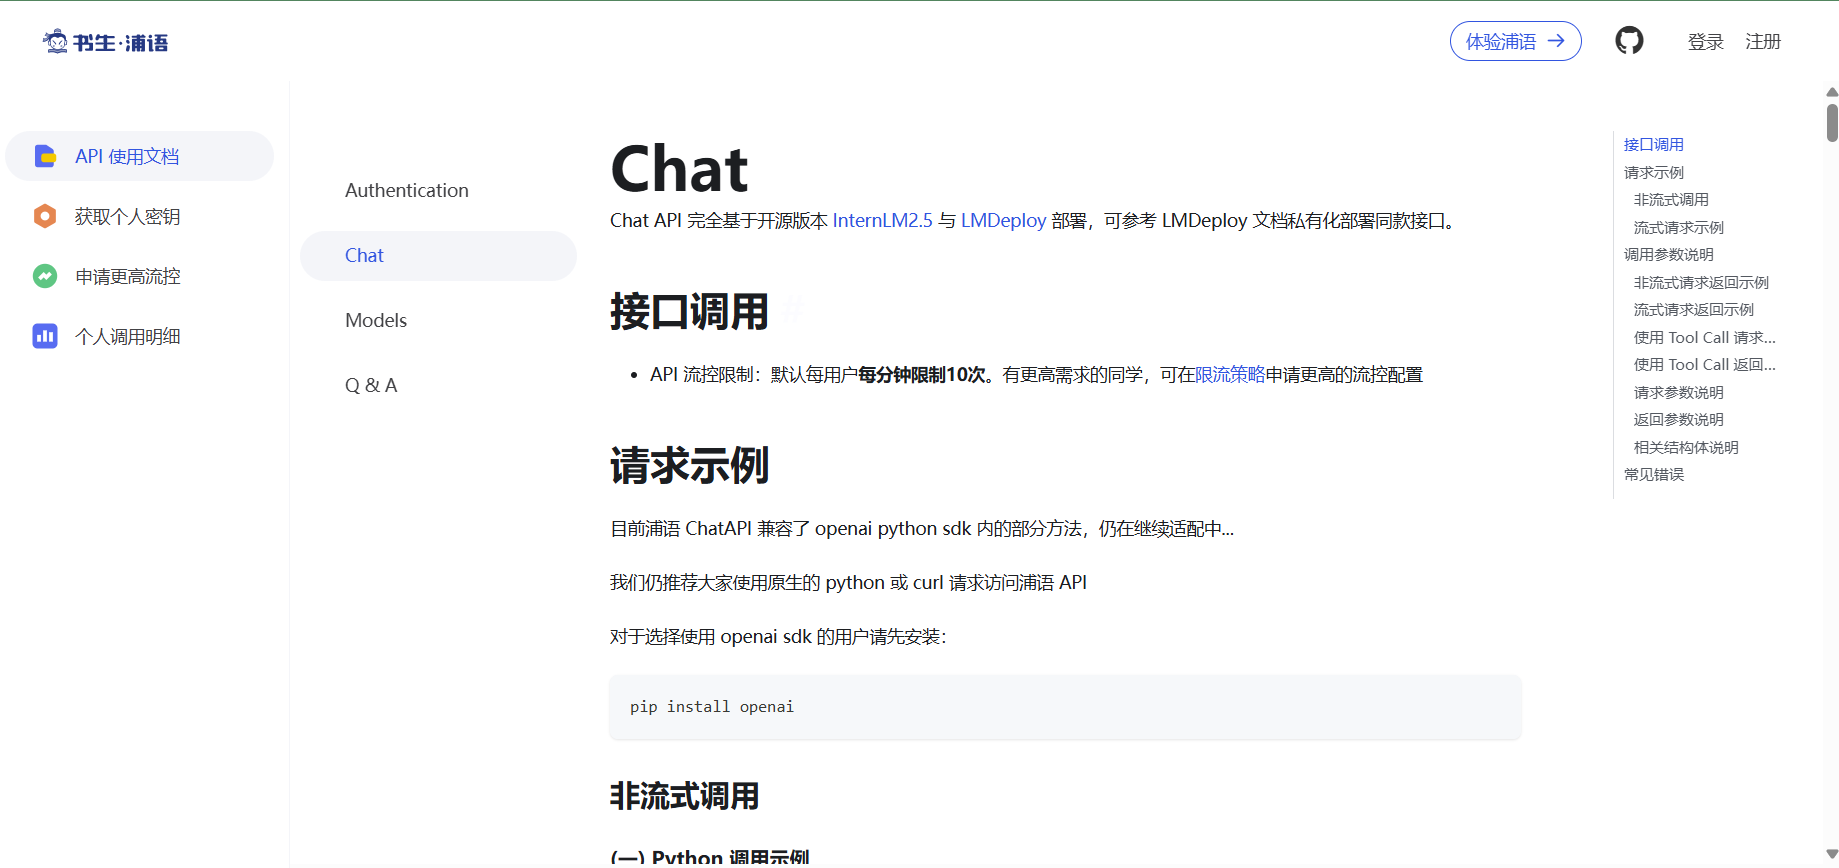 书生·浦语
体验浦语
登录
注册
API 使用文档
获取个人密钥
申请更高流控
个人调用明细
Authentication
Chat
Models
Q & A
Chat
Chat API 完全基于开源版本 InternLM2.5 与 LMDeploy 部署，可参考 LMDeploy 文档私有化部署同款接口。
接口调用 #
API 流控限制：默认每用户每分钟限制10次。有更高需求的同学，可在限流策略申请更高的流控配置
请求示例
目前浦语 ChatAPI 兼容了 openai python sdk 内的部分方法，仍在继续适配中...
我们仍推荐大家使用原生的 python 或 curl 请求访问浦语 API
对于选择使用 openai sdk 的用户请先安装：
pip install openai
非流式调用
(一) Python 调用示例
接口调用
请求示例
非流式调用
流式请求示例
调用参数说明
非流式请求返回示例
流式请求返回示例
使用 Tool Call 请求...
使用 Tool Call 返回...
请求参数说明
返回参数说明
相关结构体说明
常见错误